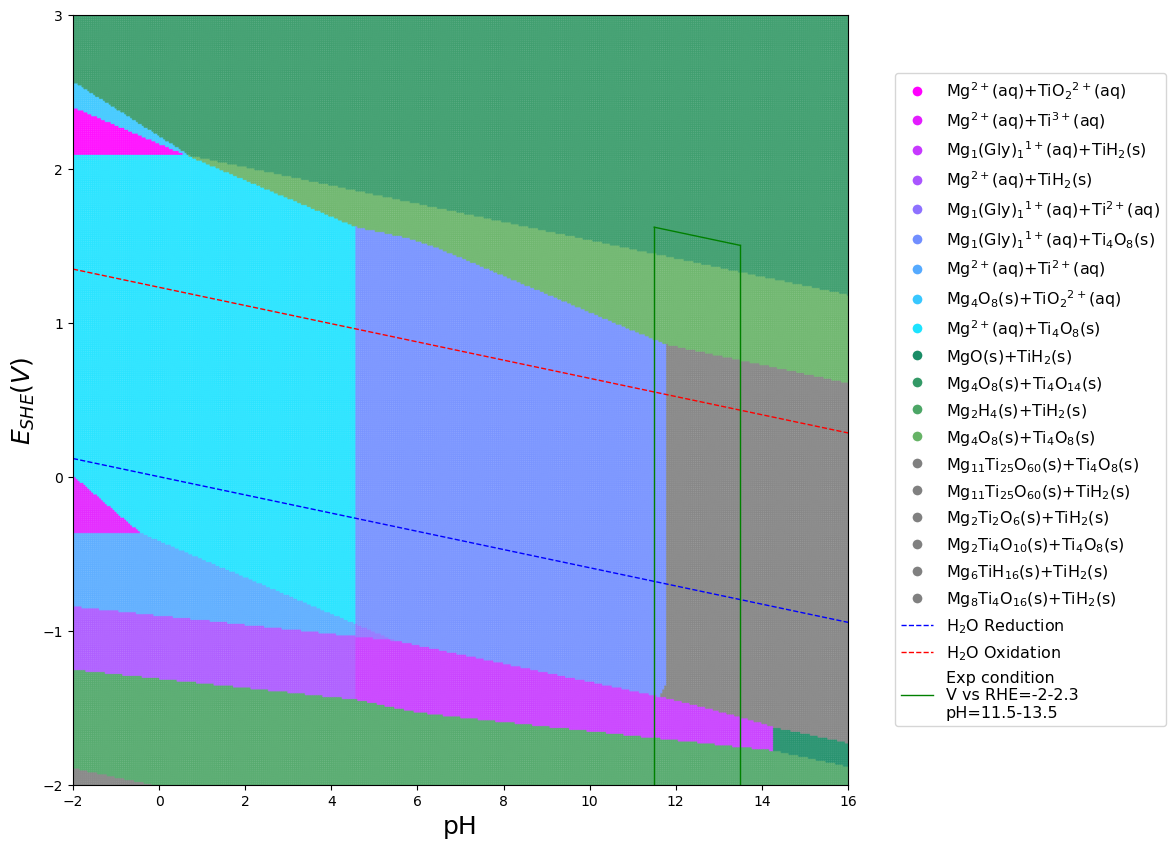 3
2
1
0
−1
−2
−2 0 2 4 6 8 10 12 14 16
pH
E_SHE(V)
Mg²⁺(aq)+TiO₂²⁺(aq)
Mg²⁺(aq)+Ti³⁺(aq)
Mg₁(Gly)₁¹⁺(aq)+TiH₂(s)
Mg²⁺(aq)+TiH₂(s)
Mg₁(Gly)₁¹⁺(aq)+Ti²⁺(aq)
Mg₁(Gly)₁¹⁺(aq)+Ti₄O₈(s)
Mg²⁺(aq)+Ti²⁺(aq)
Mg₄O₈(s)+TiO₂²⁺(aq)
Mg²⁺(aq)+Ti₄O₈(s)
MgO(s)+TiH₂(s)
Mg₄O₈(s)+Ti₄O₁₄(s)
Mg₂H₄(s)+TiH₂(s)
Mg₄O₈(s)+Ti₄O₈(s)
Mg₁₁Ti₂₅O₆₀(s)+Ti₄O₈(s)
Mg₁₁Ti₂₅O₆₀(s)+TiH₂(s)
Mg₂Ti₂O₆(s)+TiH₂(s)
Mg₂Ti₄O₁₀(s)+Ti₄O₈(s)
Mg₆TiH₁₆(s)+TiH₂(s)
Mg₈Ti₄O₁₆(s)+TiH₂(s)
H₂O Reduction
H₂O Oxidation
Exp condition
V vs RHE=-2-2.3
pH=11.5-13.5